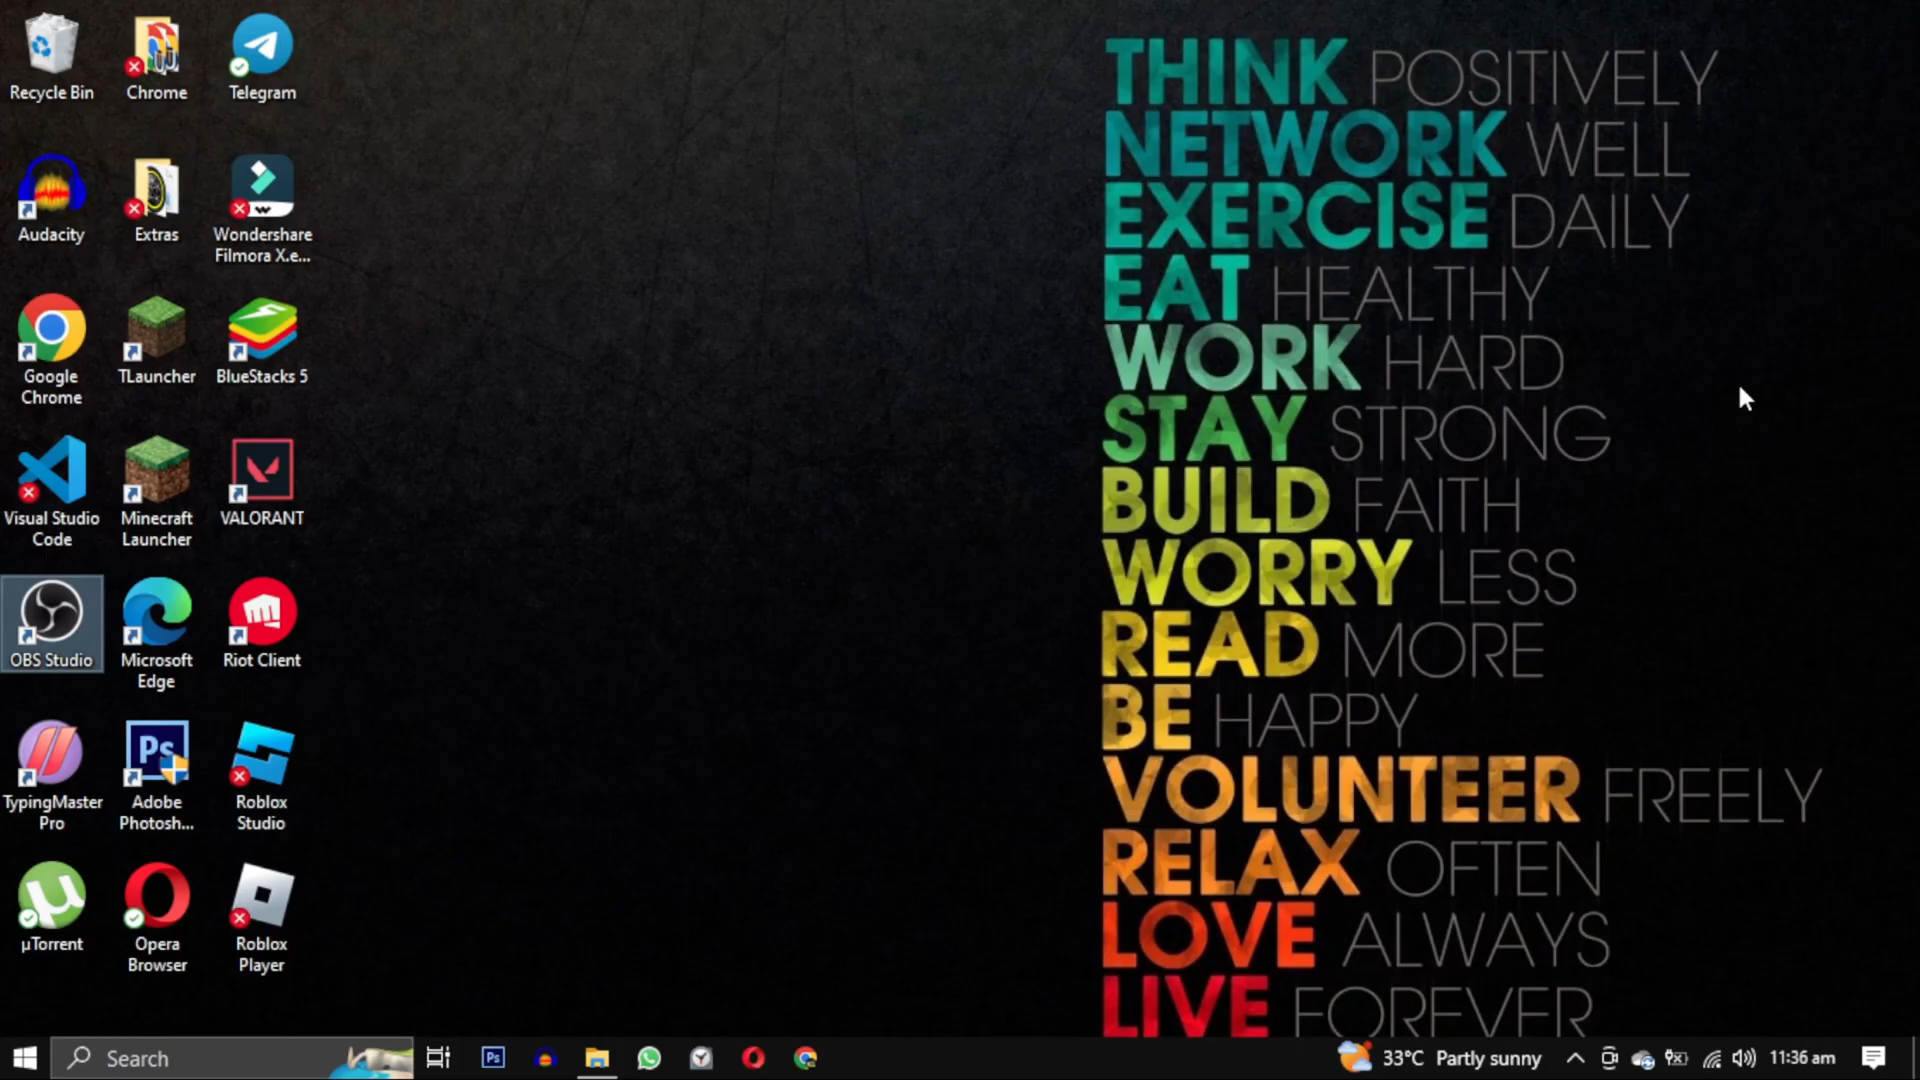 Recycle Bin
Chrome
Telegram
Audacity
Extras
Wondershare
Filmora X.e...
Google
Chrome
TLauncher
BlueStacks 5
Visual Studio
Code
Minecraft
Launcher
VALORANT
OBS Studio
Microsoft
Edge
Riot Client
TypingMaster
Pro
Ps
Adobe
Photosh...
Roblox
Studio
µ
µTorrent
Opera
Browser
Roblox
Player
THINK POSITIVELY
NETWORK WELL
EXERCISE DAILY
EAT HEALTHY
WORK HARD
STAY STRONG
BUILD FAITH
WORRY LESS
READ MORE
BE HAPPY
VOLUNTEER FREELY
RELAX OFTEN
LOVE ALWAYS
LIVE FOREVER
Search
Ps
33°C Partly sunny
11:36 am